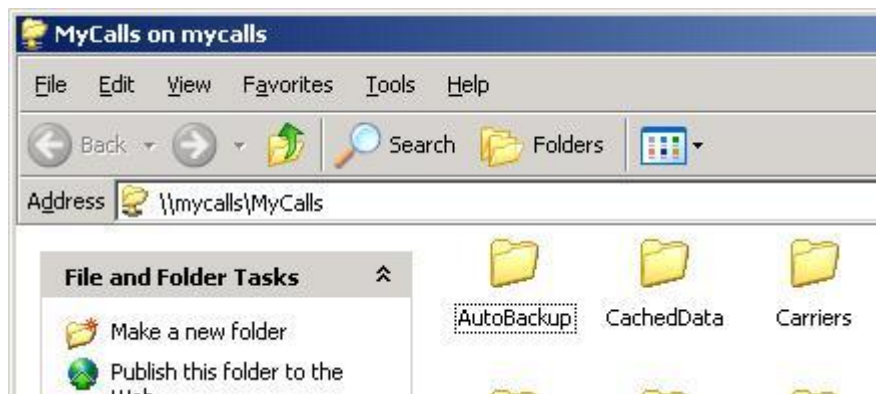 MyCalls on mycalls
File Edit View Favorites Tools Help
Back Search Folders
Address \\mycalls\MyCalls
File and Folder Tasks
AutoBackup CachedData Carriers
Make a new folder
Publish this folder to the
Web